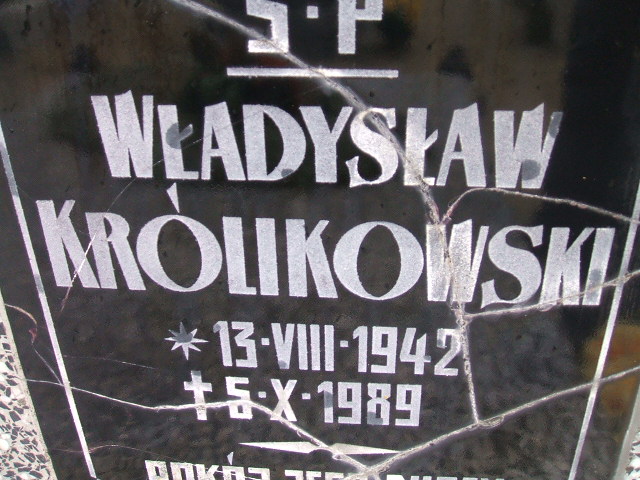 Ś·P
WŁADYSŁAW
KRÓLIKOWSKI
* 13·VIII·1942
† 6·X·1989